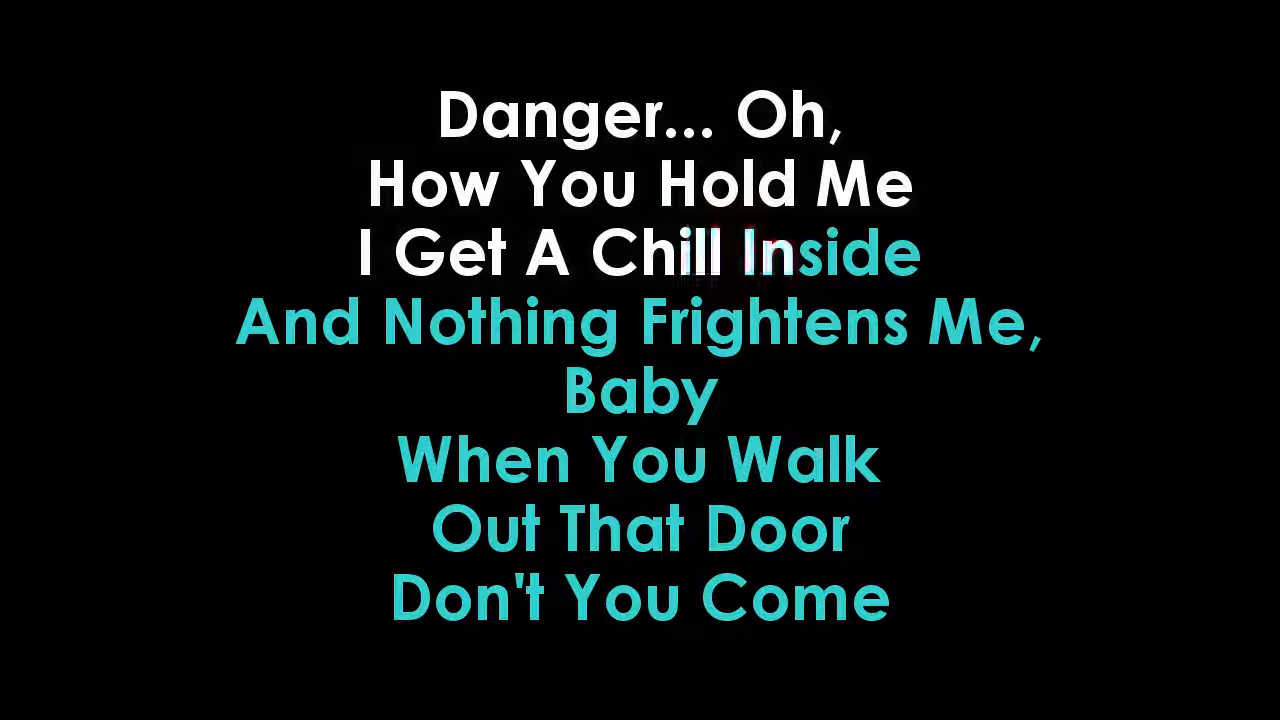 Danger... Oh,
How You Hold Me
I Get A Chill Inside
And Nothing Frightens Me,
Baby
When You Walk
Out That Door
Don't You Come